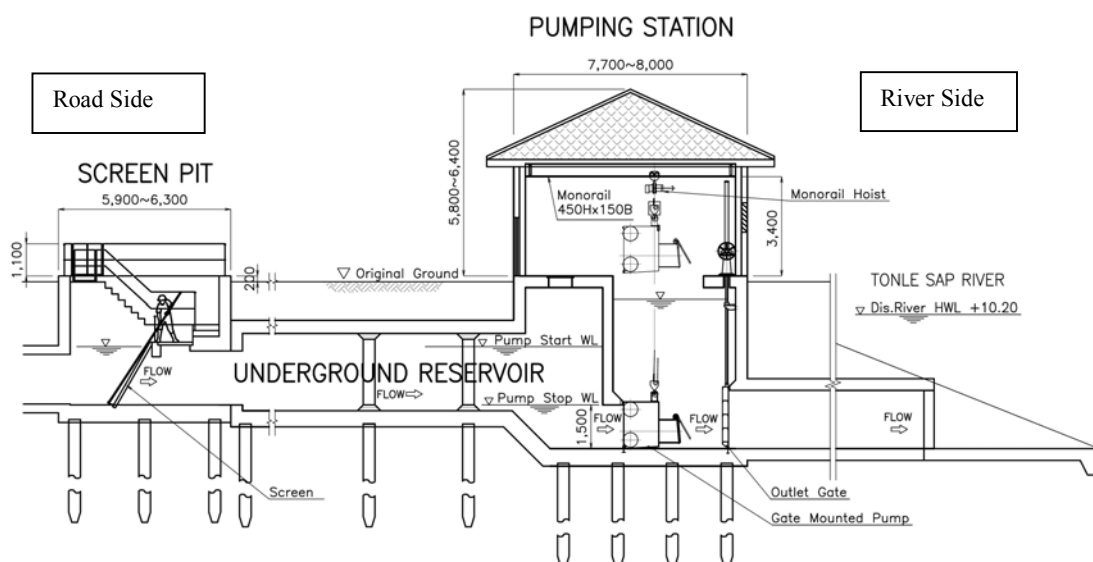 PUMPING STATION
7,700~8,000
Road Side
River Side
SCREEN PIT
5,900~6,300
5,800~6,400
Monorail
450Hx150B
Monorail Hoist
3,400
1,100
200
Original Ground
TONLE SAP RIVER
Dis.River HWL +10.20
Pump Start WL
FLOW
UNDERGROUND RESERVOIR
FLOW
Pump Stop WL
1,500
FLOW
FLOW
FLOW
Screen
Outlet Gate
Gate Mounted Pump